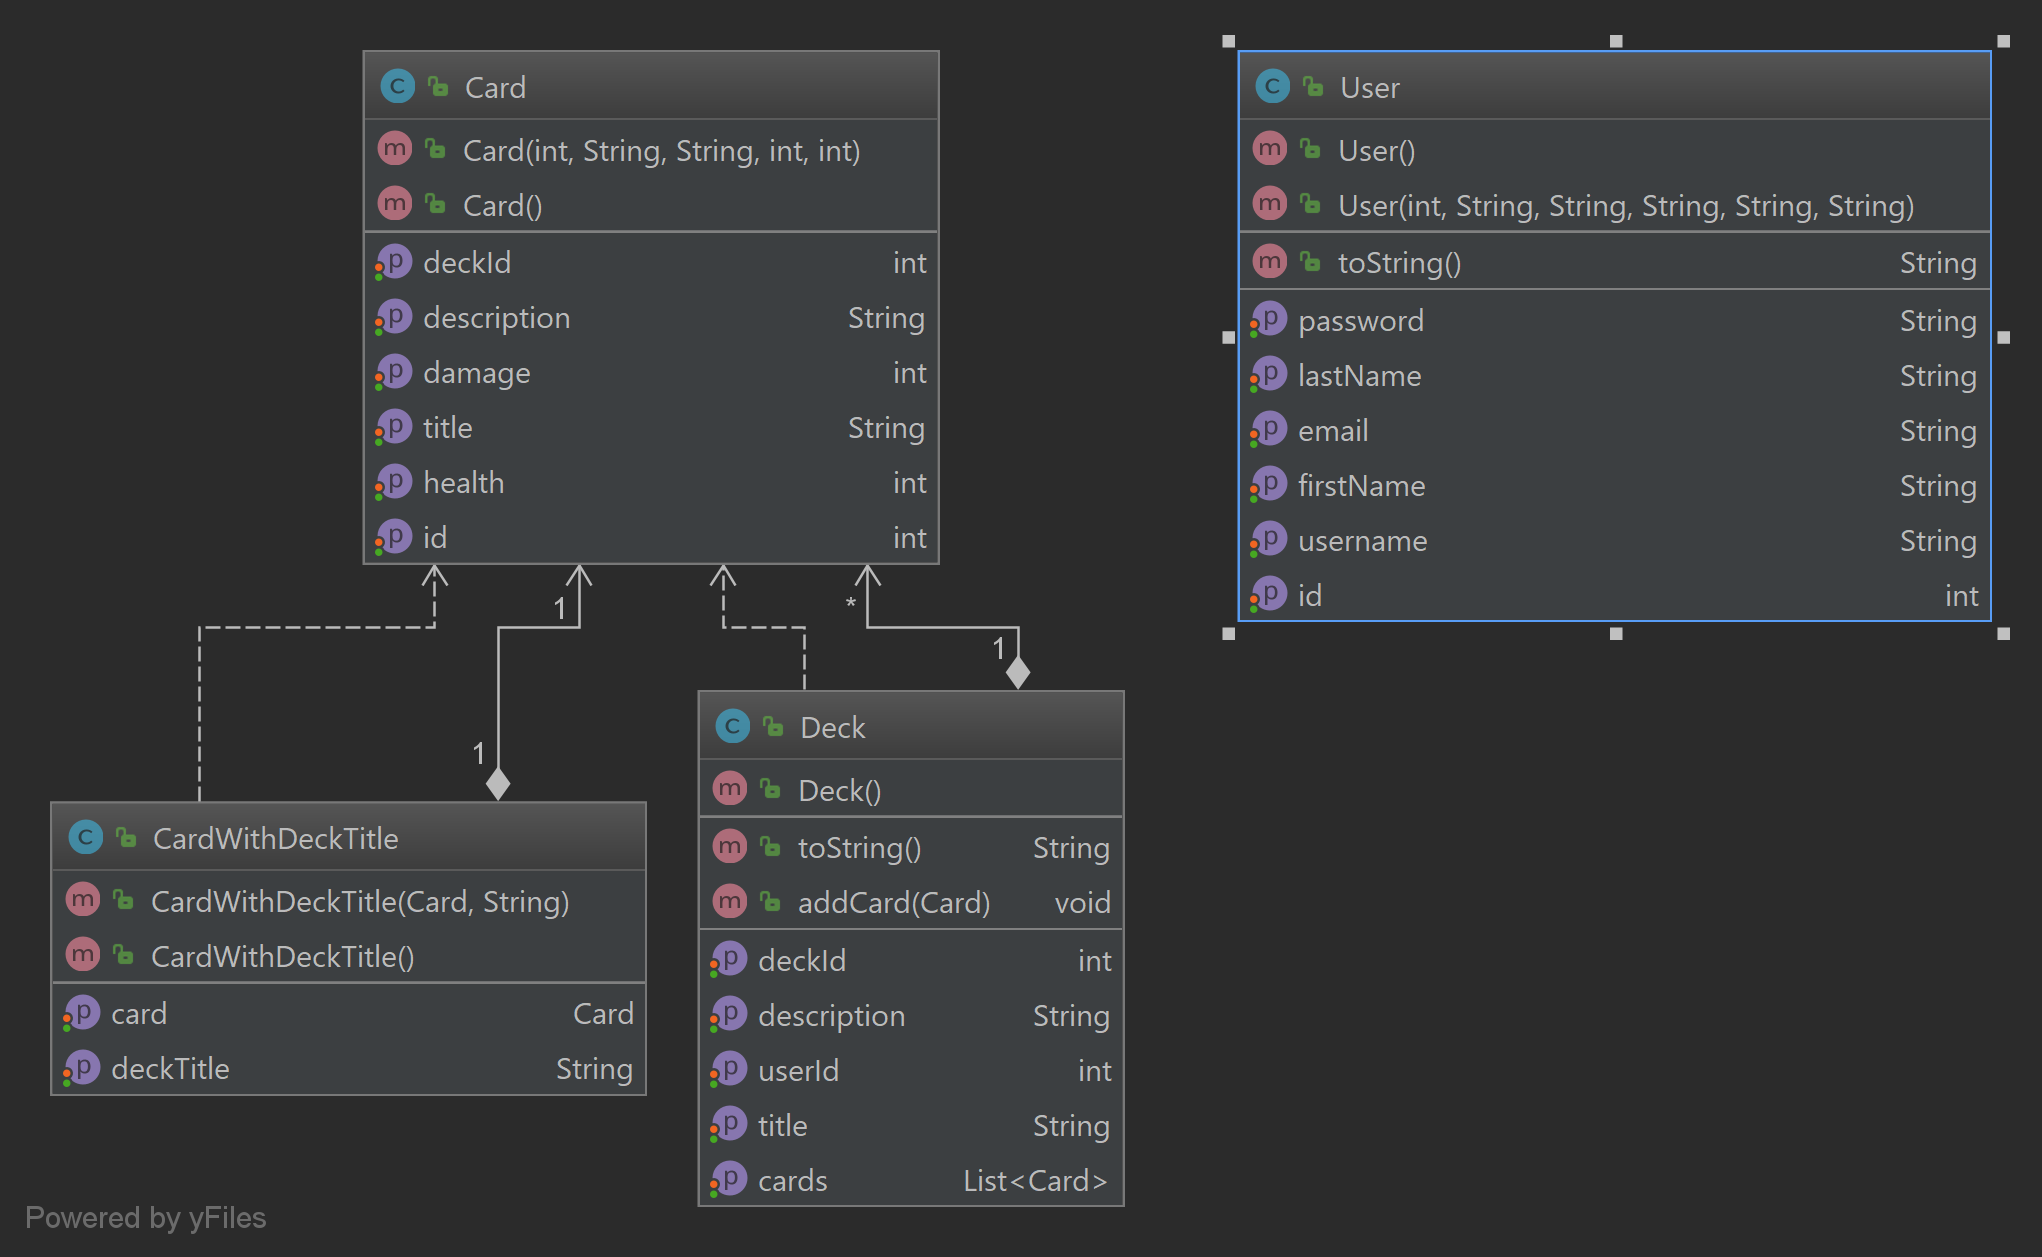 Card
Card(int, String, String, int, int)
Card()
deckId int
description String
damage int
title String
health int
id int
User
User()
User(int, String, String, String, String, String)
toString() String
password String
lastName String
email String
firstName String
username String
id int
1
*
1
1
CardWithDeckTitle
CardWithDeckTitle(Card, String)
CardWithDeckTitle()
card Card
deckTitle String
Deck
Deck()
toString() String
addCard(Card) void
deckId int
description String
userId int
title String
cards List<Card>
Powered by yFiles